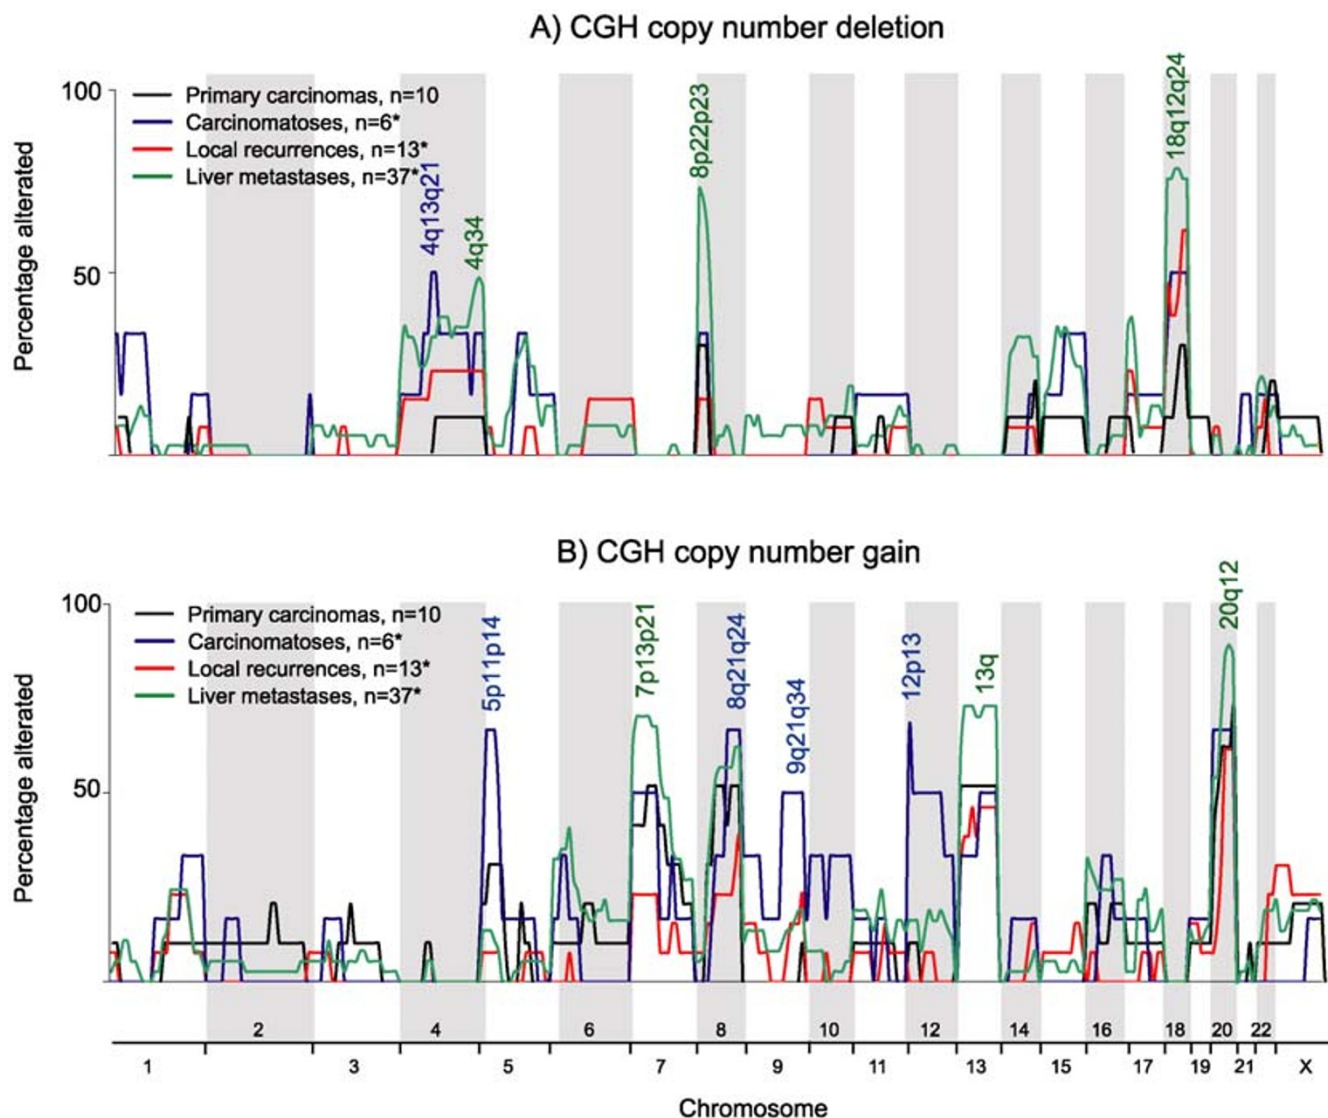 A) CGH copy number deletion
Percentage alterated
100
50
Primary carcinomas, n=10
Carcinomatoses, n=6*
Local recurrences, n=13*
Liver metastases, n=37*
4q13q21
4q34
8p22p23
18q12q24
B) CGH copy number gain
Percentage alterated
100
50
Primary carcinomas, n=10
Carcinomatoses, n=6*
Local recurrences, n=13*
Liver metastases, n=37*
5p11p14
7p13p21
8q21q24
9q21q34
12p13
13q
20q12
2 4 6 8 10 12 14 16 18 20 22
1 3 5 7 9 11 13 15 17 19 21 X
Chromosome